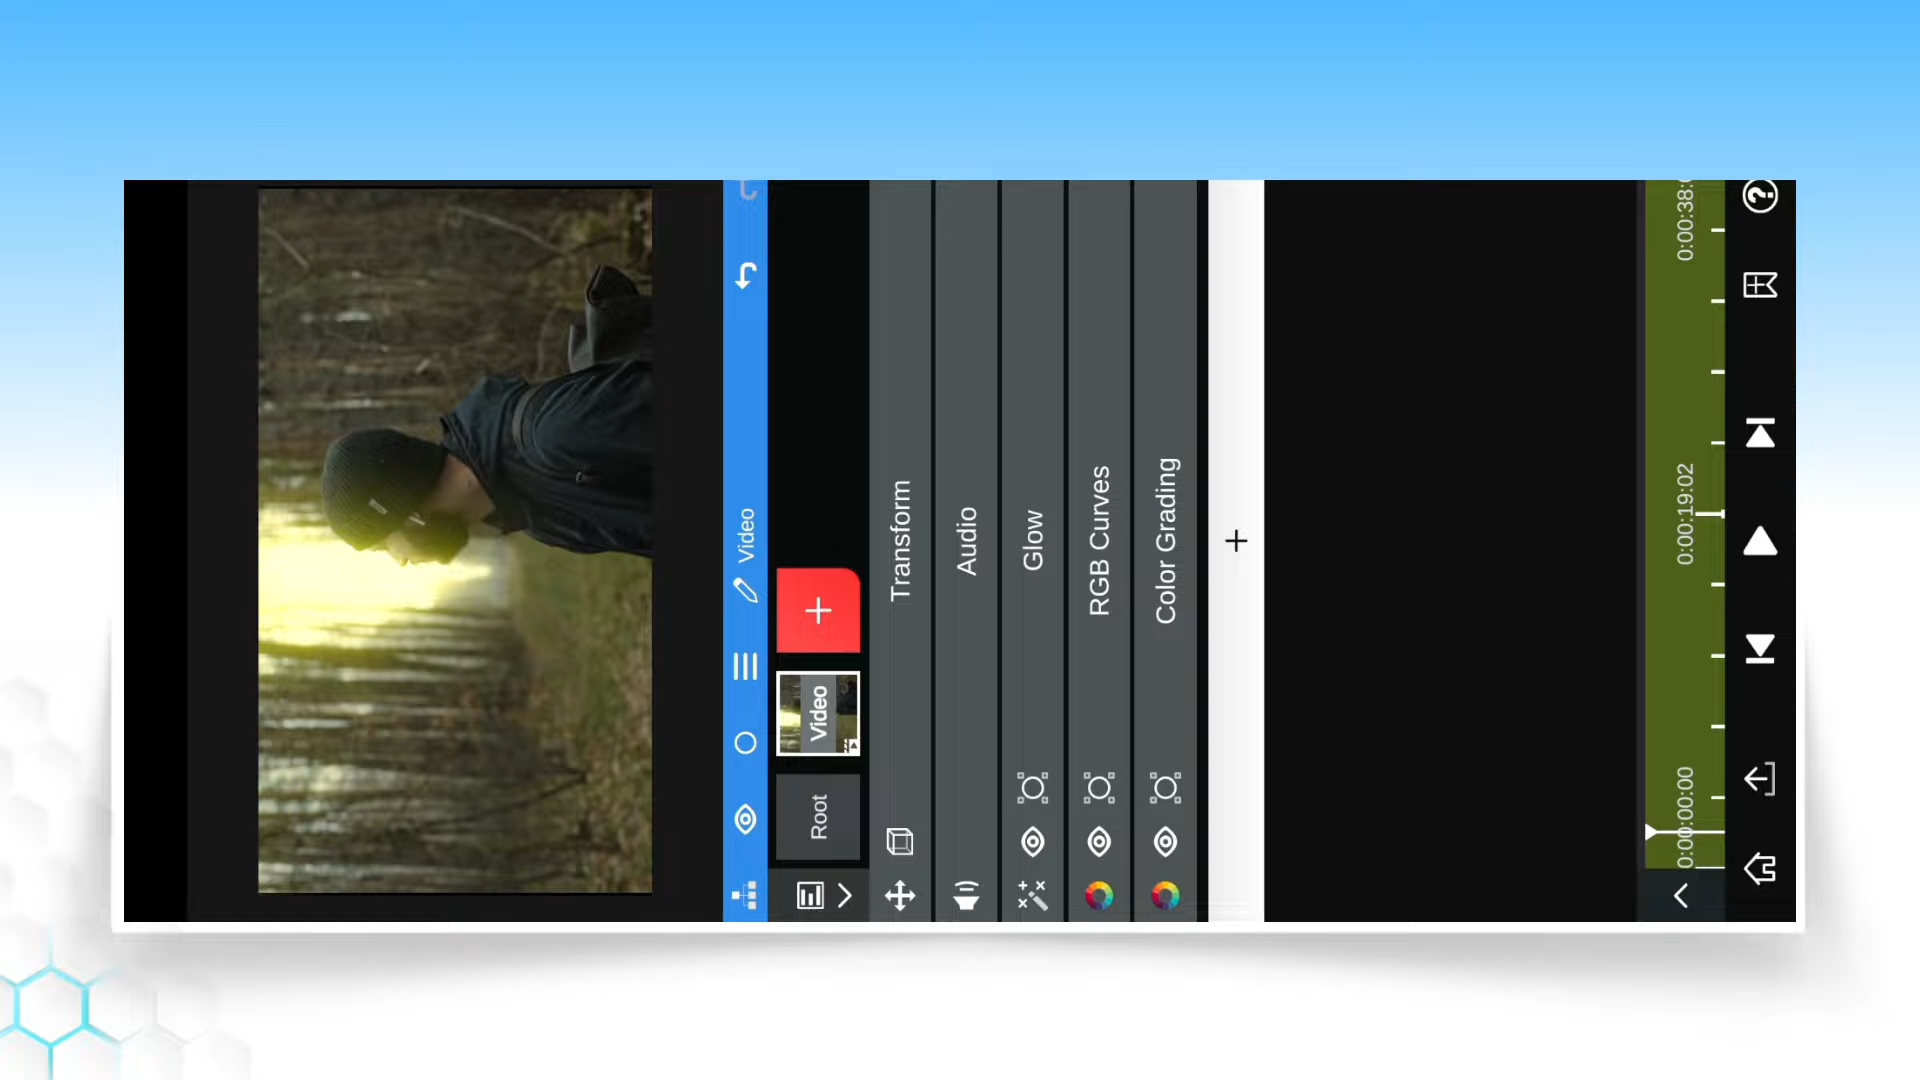 Video
Root
Video
Transform
Audio
Glow
RGB Curves
Color Grading
0:00:00:00
0:00:19:02
0:00:38: